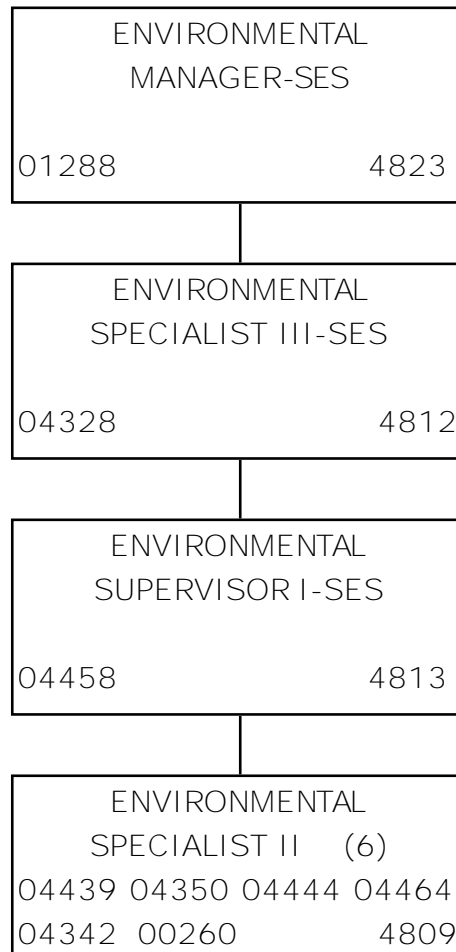 ENVIRONMENTAL
MANAGER-SES
01288 4823
ENVIRONMENTAL
SPECIALIST III-SES
04328 4812
ENVIRONMENTAL
SUPERVISOR I-SES
04458 4813
ENVIRONMENTAL
SPECIALIST II (6)
04439 04350 04444 04464
04342 00260 4809